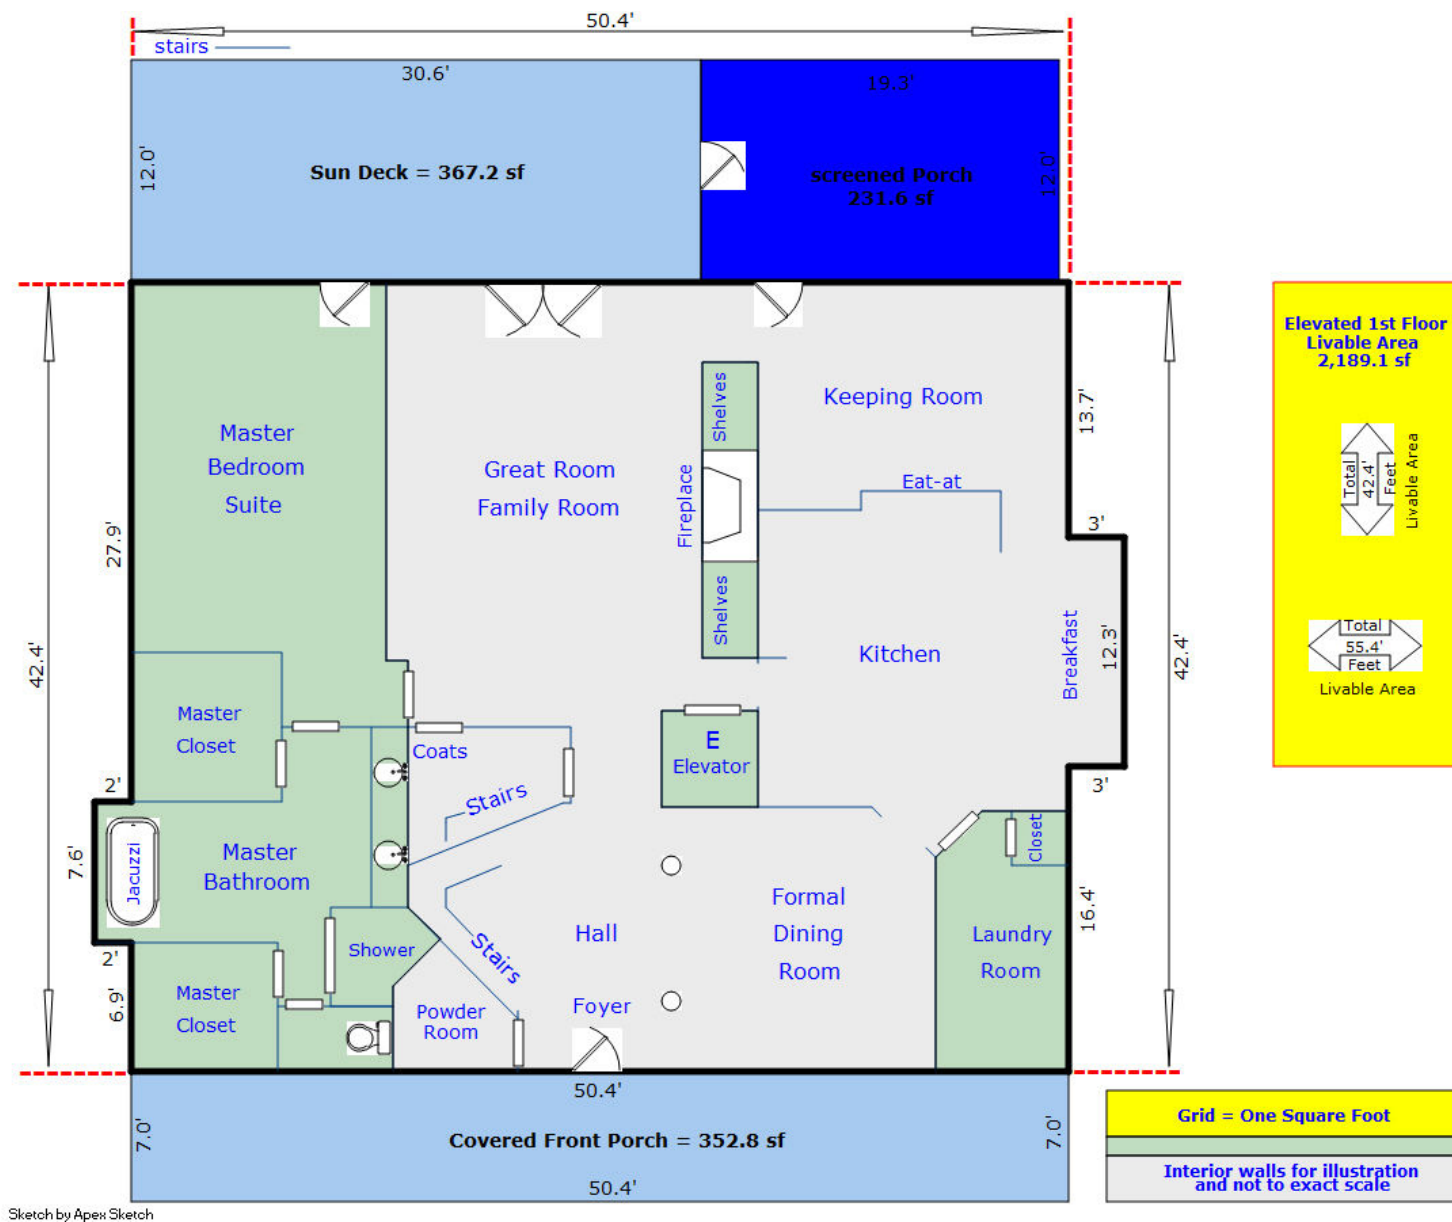 50.4'
stairs
30.6'
19.3'
12.0'
Sun Deck = 367.2 sf
screened Porch
231.6 sf
12.0'
Elevated 1st Floor
Livable Area
2,189.1 sf
Total
42.4'
Feet
Livable Area
Total
55.4'
Feet
Livable Area
42.4'
27.9'
Master
Bedroom
Suite
Great Room
Family Room
Shelves
Fireplace
Shelves
Keeping Room
Eat-at
13.7'
3'
Kitchen
Breakfast
12.3'
42.4'
3'
Master
Closet
Coats
E
Elevator
Stairs
2'
7.6'
2'
6.9'
Jacuzzi
Master
Bathroom
Shower
Stairs
Hall
Formal
Dining
Room
Closet
16.4'
Laundry
Room
Master
Closet
Powder
Room
Foyer
50.4'
7.0'
Covered Front Porch = 352.8 sf
7.0'
50.4'
Grid = One Square Foot
Interior walls for illustration
and not to exact scale
Sketch by Apex Sketch